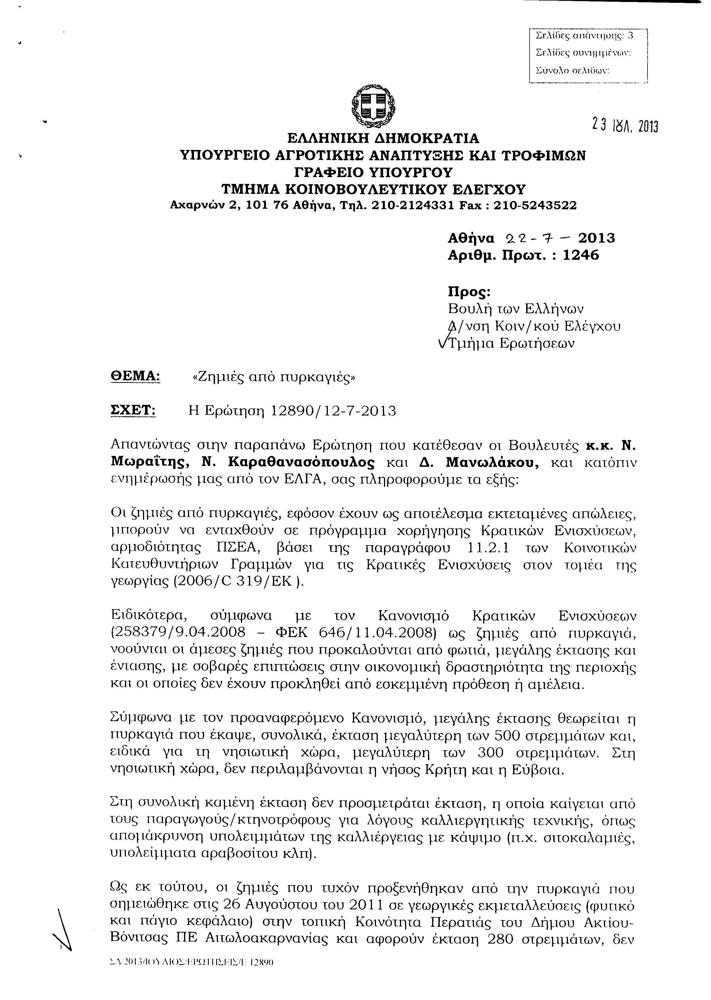 Σελίδες απάντησης: 3
Σελίδες συνημμένων:
Σύνολο σελίδων:
23 ΙΟΥΛ. 2013
ΕΛΛΗΝΙΚΗ ΔΗΜΟΚΡΑΤΙΑ
ΥΠΟΥΡΓΕΙΟ ΑΓΡΟΤΙΚΗΣ ΑΝΑΠΤΥΞΗΣ ΚΑΙ ΤΡΟΦΙΜΩΝ
ΓΡΑΦΕΙΟ ΥΠΟΥΡΓΟΥ
ΤΜΗΜΑ ΚΟΙΝΟΒΟΥΛΕΥΤΙΚΟΥ ΕΛΕΓΧΟΥ
Αχαρνών 2, 101 76 Αθήνα, Τηλ. 210-2124331 Fax : 210-5243522
Αθήνα 22 - 7 - 2013
Αριθμ. Πρωτ. : 1246
Προς:
Βουλή των Ελλήνων
Δ/νση Κοιν/κού Ελέγχου
Τμήμα Ερωτήσεων
ΘΕΜΑ: «Ζημιές από πυρκαγιές»
ΣΧΕΤ: Η Ερώτηση 12890/12-7-2013
Απαντώντας στην παραπάνω Ερώτηση που κατέθεσαν οι Βουλευτές κ.κ. Ν.
Μωραΐτης, Ν. Καραθανασόπουλος και Δ. Μανωλάκου, και κατόπιν
ενημέρωσής μας από τον ΕΛΓΑ, σας πληροφορούμε τα εξής:
Οι ζημιές από πυρκαγιές, εφόσον έχουν ως αποτέλεσμα εκτεταμένες απώλειες,
μπορούν να ενταχθούν σε πρόγραμμα χορήγησης Κρατικών Ενισχύσεων,
αρμοδιότητας ΠΣΕΑ, βάσει της παραγράφου 11.2.1 των Κοινοτικών
Κατευθυντήριων Γραμμών για τις Κρατικές Ενισχύσεις στον τομέα της
γεωργίας (2006/C 319/ΕΚ ).
Ειδικότερα, σύμφωνα με τον Κανονισμό Κρατικών Ενισχύσεων
(258379/9.04.2008 – ΦΕΚ 646/11.04.2008) ως ζημιές από πυρκαγιά,
νοούνται οι άμεσες ζημιές που προκαλούνται από φωτιά, μεγάλης έκτασης και
έντασης, με σοβαρές επιπτώσεις στην οικονομική δραστηριότητα της περιοχής
και οι οποίες δεν έχουν προκληθεί από εσκεμμένη πρόθεση ή αμέλεια.
Σύμφωνα με τον προαναφερόμενο Κανονισμό, μεγάλης έκτασης θεωρείται η
πυρκαγιά που έκαψε, συνολικά, έκταση μεγαλύτερη των 500 στρεμμάτων και,
ειδικά για τη νησιωτική χώρα, μεγαλύτερη των 300 στρεμμάτων. Στη
νησιωτική χώρα, δεν περιλαμβάνονται η νήσος Κρήτη και η Εύβοια.
Στη συνολική καμένη έκταση δεν προσμετράται έκταση, η οποία καίγεται από
τους παραγωγούς/κτηνοτρόφους για λόγους καλλιεργητικής τεχνικής, όπως
απομάκρυνση υπολειμμάτων της καλλιέργειας με κάψιμο (π.χ. σιτοκαλαμιές,
υπολείμματα αραβοσίτου κλπ).
Ως εκ τούτου, οι ζημιές που τυχόν προξενήθηκαν από την πυρκαγιά που
σημειώθηκε στις 26 Αυγούστου του 2011 σε γεωργικές εκμεταλλεύσεις (φυτικό
και πάγιο κεφάλαιο) στην τοπική Κοινότητα Περατιάς του Δήμου Ακτίου-
Βόνιτσας ΠΕ Αιτωλοακαρνανίας και αφορούν έκταση 280 στρεμμάτων, δεν
ΣΛ/2013/ΙΟΥΛΙΟΣ/ΕΡΩΤΗΣΕΙΣ/Ε 12890